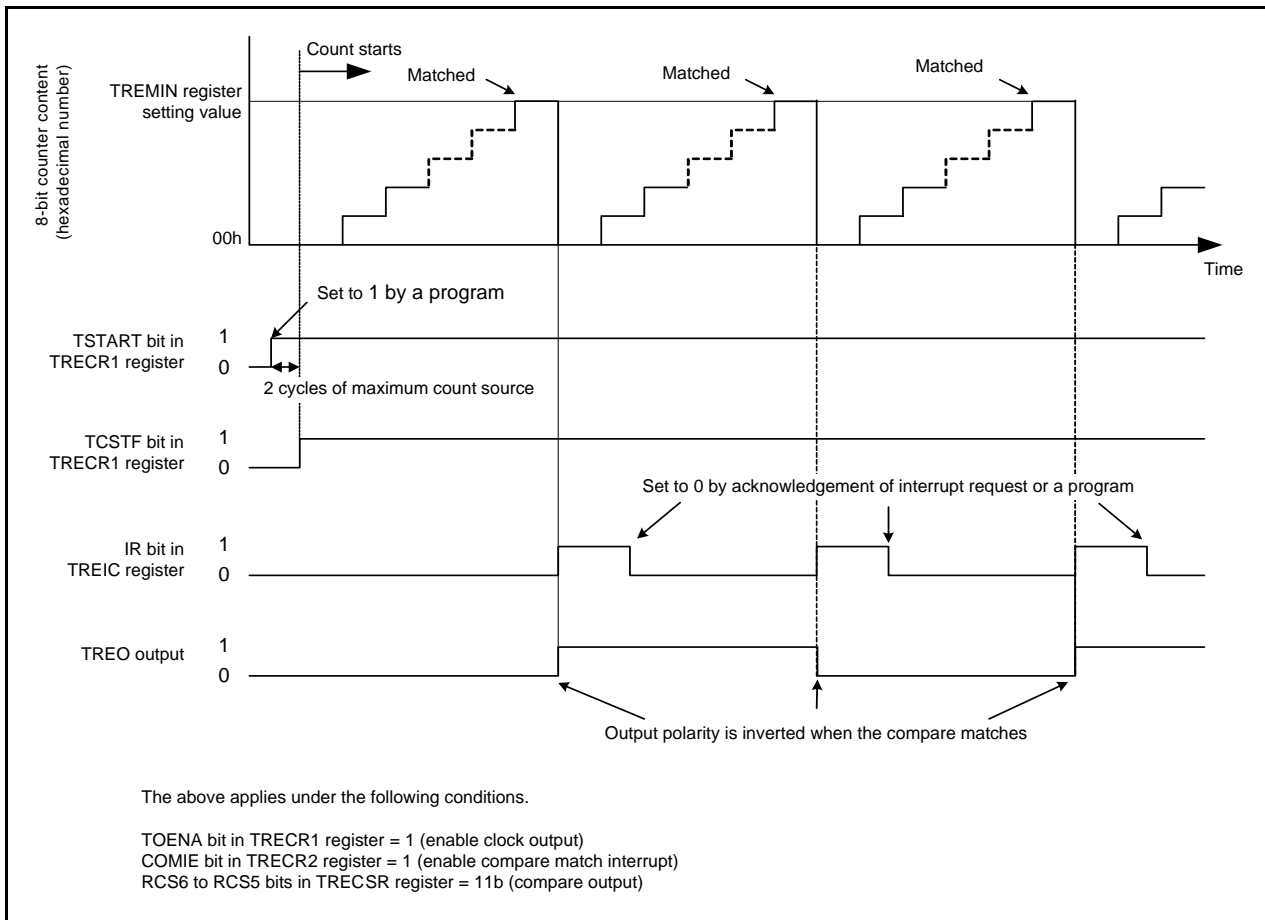 8-bit counter content
(hexadecimal number)
Count starts
Matched
Matched
Matched
TREMIN register
setting value
00h
Time
Set to 1 by a program
TSTART bit in
TRECR1 register
1
0
2 cycles of maximum count source
TCSTF bit in
TRECR1 register
1
0
Set to 0 by acknowledgement of interrupt request or a program
IR bit in
TREIC register
1
0
TREO output
1
0
Output polarity is inverted when the compare matches
The above applies under the following conditions.
TOENA bit in TRECR1 register = 1 (enable clock output)
COMIE bit in TRECR2 register = 1 (enable compare match interrupt)
RCS6 to RCS5 bits in TRECSR register = 11b (compare output)